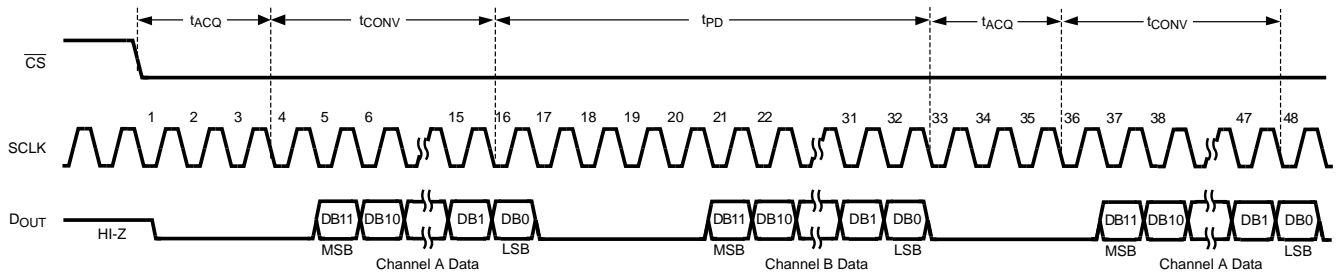 tACQ tCONV tPD tACQ tCONV
CS
1 2 3 4 5 6 15 16 17 18 19 20 21 22 31 32 33 34 35 36 37 38 47 48
SCLK
DOUT
HI-Z
DB11 DB10 DB1 DB0 DB11 DB10 DB1 DB0 DB11 DB10 DB1 DB0
MSB LSB MSB LSB MSB LSB
Channel A Data Channel B Data Channel A Data